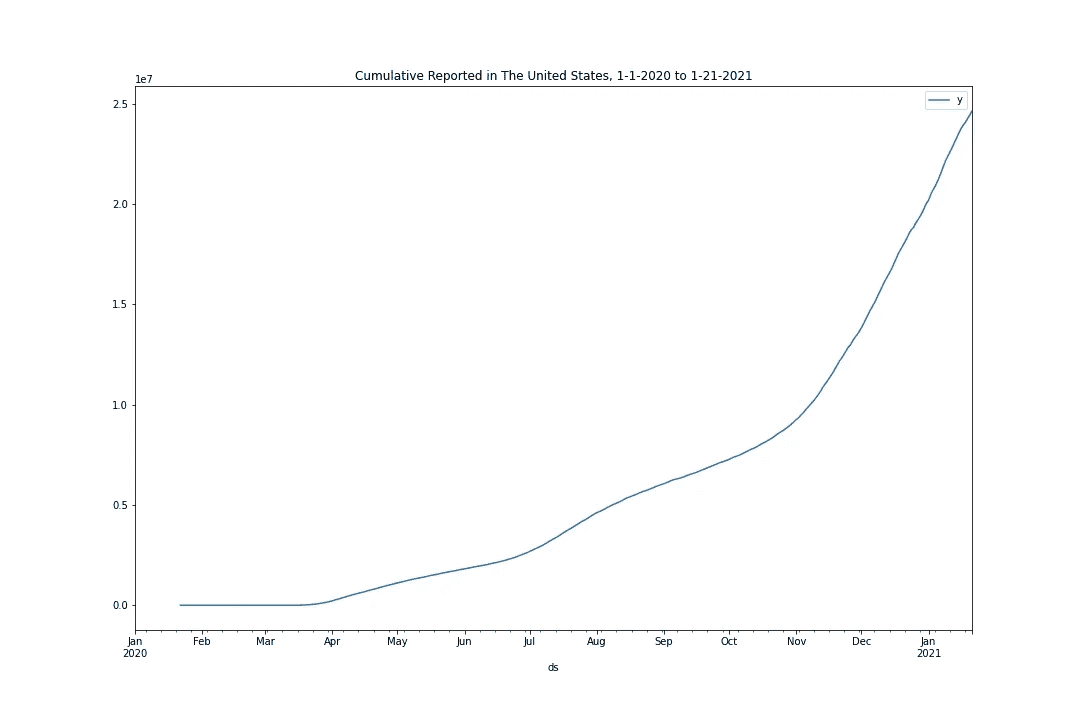 Cumulative Reported in The United States, 1-1-2020 to 1-21-2021
1e7
y
2.5
2.0
1.5
1.0
0.5
0.0
Jan Feb Mar Apr May Jun Jul Aug Sep Oct Nov Dec Jan
2020 2021
ds